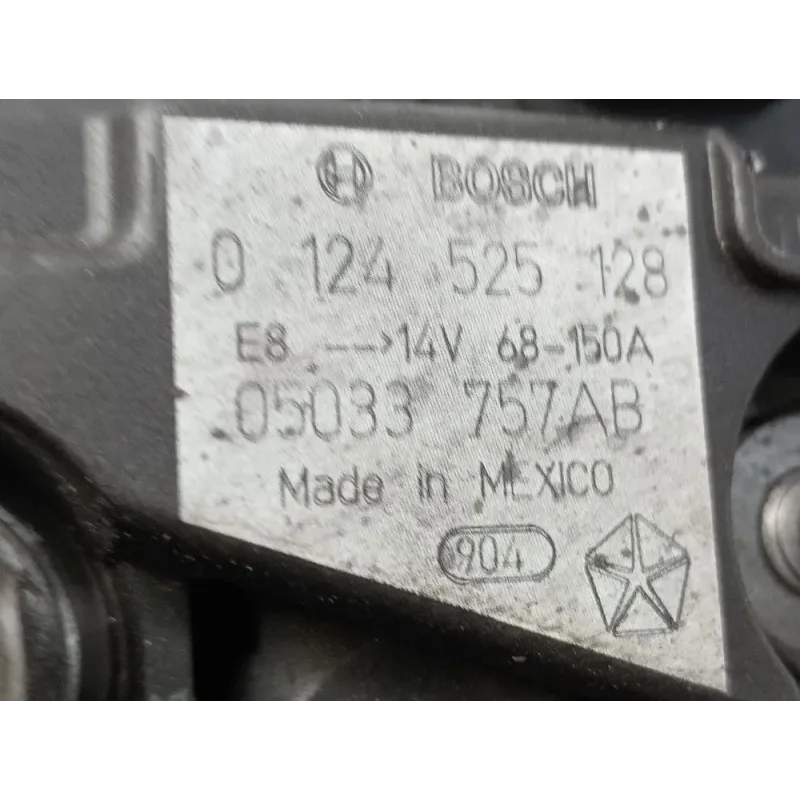 BOSCH
0 124 525 128
E8 -->14V 68-150A
05033 757AB
Made in MEXICO
904